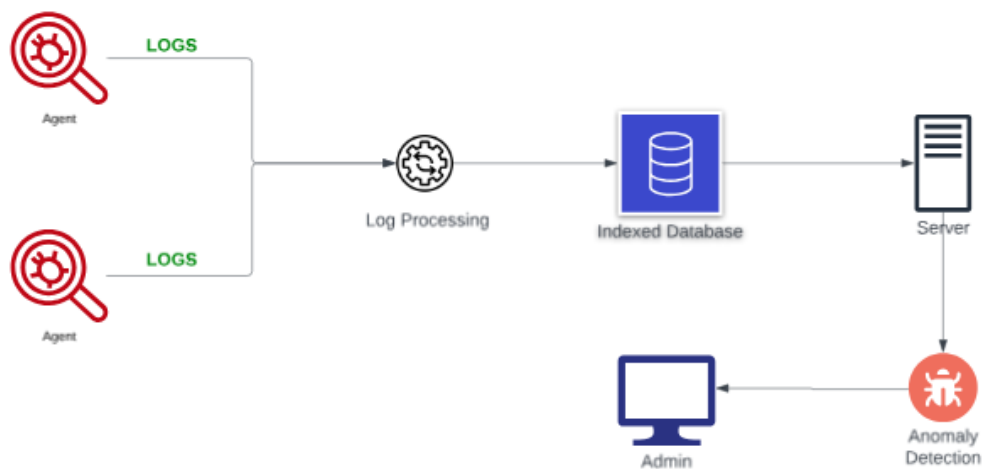 LOGS
Agent
Log Processing
Indexed Database
Server
LOGS
Agent
Admin
Anomaly
Detection